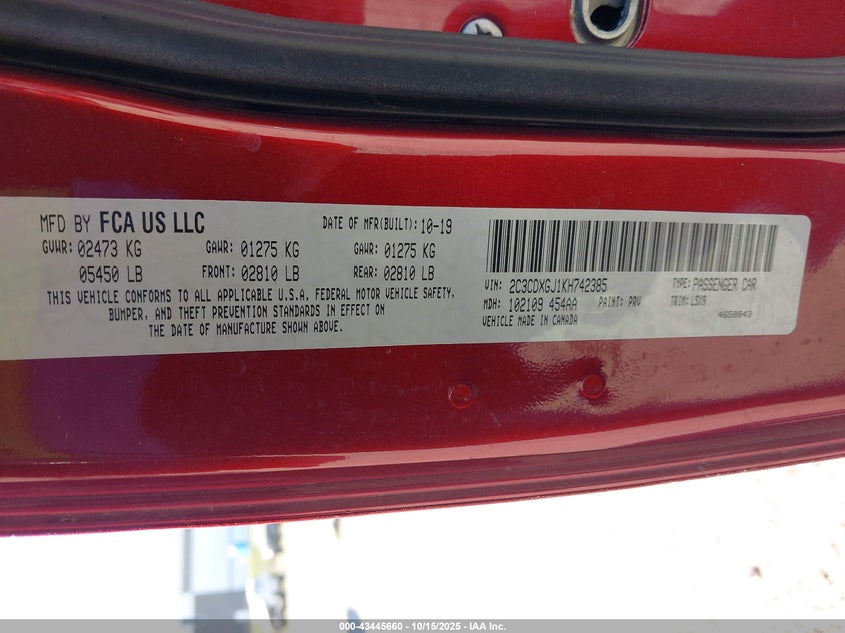 MFD BY FCA US LLC DATE OF MFR(BUILT): 10-19
GVWR: 02473 KG GAWR: 01275 KG GAWR: 01275 KG
05450 LB FRONT: 02810 LB REAR: 02810 LB
THIS VEHICLE CONFORMS TO ALL APPLICABLE U.S.A. FEDERAL MOTOR VEHICLE SAFETY,
BUMPER, AND THEFT PREVENTION STANDARDS IN EFFECT ON
THE DATE OF MANUFACTURE SHOWN ABOVE.
VIN: 2C3CDXGJ1KH742385 TYPE: PASSENGER CAR
MDH: 102109 454AA PAINT: PRV TRIM: LSX9
VEHICLE MADE IN CANADA 4658843
000-43445660 - 10/15/2025 - IAA Inc.